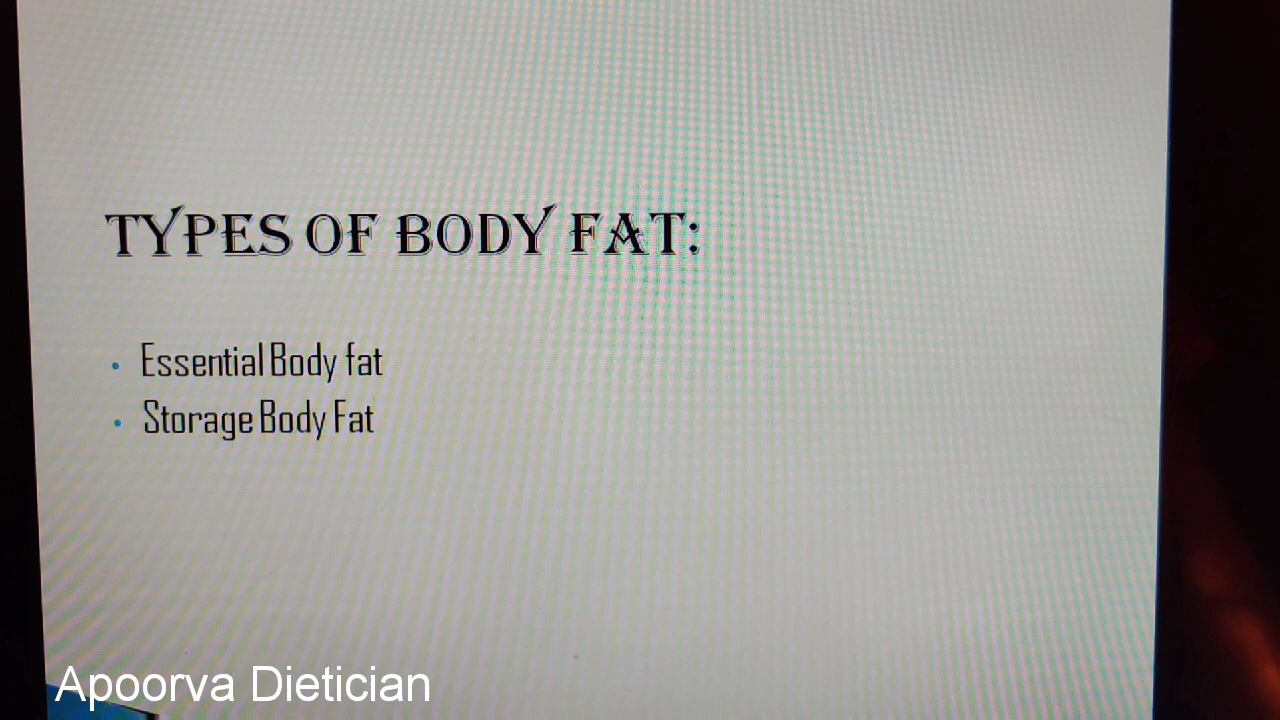 TYPES OF BODY FAT:
• Essential Body fat
• Storage Body Fat
Apoorva Dietician